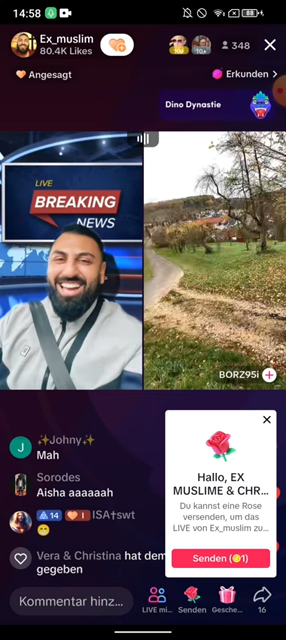 14:58
88
Ex_muslim
80.4K Likes
348
Angesagt
Erkunden >
Dino Dynastie
LIVE
BREAKING
NEWS
BORZ95i
✨Johny✨
J
Mah
Sorodes
Aisha aaaaaah
14 I ISA†swt
😁
Vera & Christina hat dem
gegeben
Hallo, EX
MUSLIME & CHR...
Du kannst eine Rose
versenden, um das
LIVE von EX_muslim zu...
Senden (1)
Kommentar hinz...
LIVE mi...
Senden
Gesche...
16